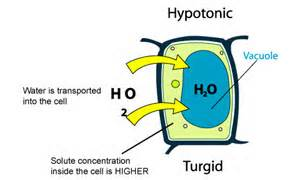 Hypotonic
Vacuole
Water is transported
into the cell
H O
2
H₂O
Solute concentration
inside the cell is HIGHER
Turgid